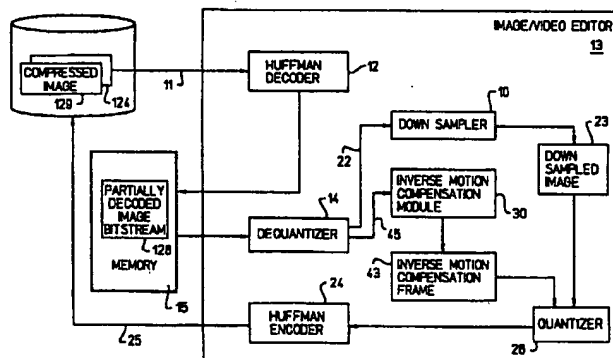 IMAGE/VIDEO EDITOR
13
COMPRESSED
IMAGE
129
124
11
HUFFMAN
DECODER
12
10
DOWN SAMPLER
23
DOWN
SAMPLED
IMAGE
22
PARTIALLY
DECODED
IMAGE
BITSTREAM
128
MEMORY
15
14
DEQUANTIZER
45
INVERSE MOTION
COMPENSATION
MODULE
30
43
INVERSE MOTION
COMPENSATION
FRAME
24
HUFFMAN
ENCODER
25
QUANTIZER
26